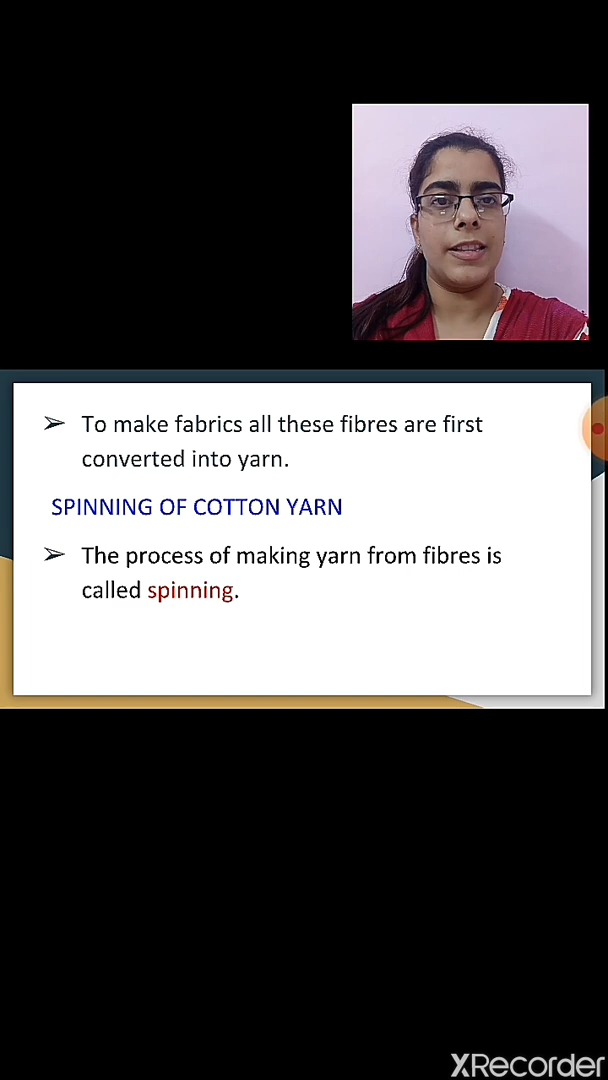 ➢ To make fabrics all these fibres are first
converted into yarn.
SPINNING OF COTTON YARN
➢ The process of making yarn from fibres is
called spinning.
XRecorder